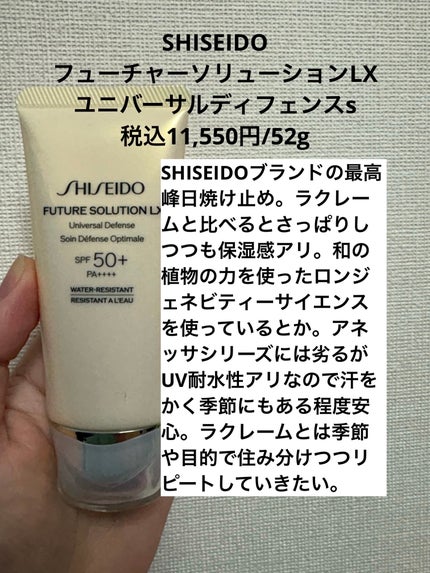 SHISEIDO
フューチャーソリューションLX
ユニバーサルディフェンスs
税込11,550円/52g
SHISEIDOブランドの最高
峰日焼け止め。ラクレー
ムと比べるとさっぱりし
つつも保湿感アリ。和の
植物の力を使ったロンジ
ェネビティーサイエンス
を使っているとか。アネ
ッサシリーズには劣るが
UV耐水性アリなので汗を
かく季節にもある程度安
心。ラクレームとは季節
や目的で住み分けつつリ
ピートしていきたい。
SHISEIDO
FUTURE SOLUTION LX
Universal Defense
Soin Défense Optimale
SPF 50+
PA++++
WATER-RESISTANT
RESISTANT A L'EAU